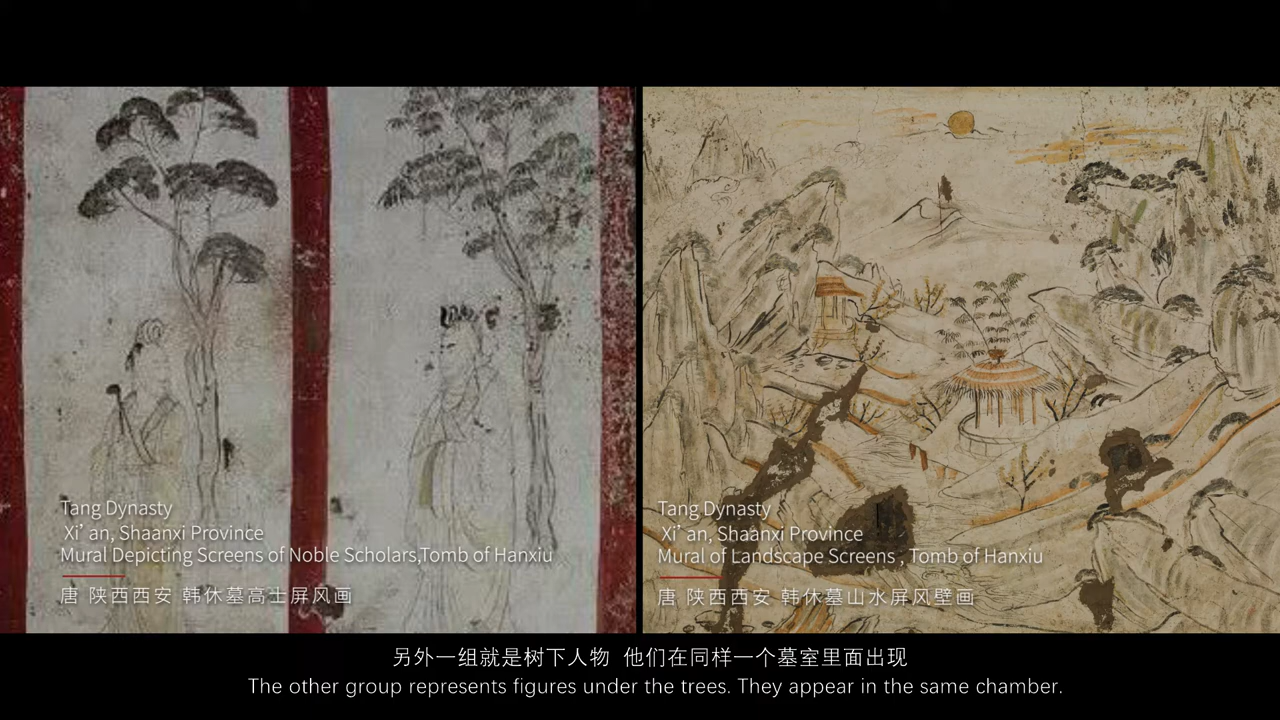 Tang Dynasty
Xi'an, Shaanxi Province
Mural Depicting Screens of Noble Scholars,Tomb of Hanxiu
唐 陕西西安 韩休墓高士屏风画
Tang Dynasty
Xi'an, Shaanxi Province
Mural of Landscape Screens , Tomb of Hanxiu
唐 陕西西安 韩休墓山水屏风壁画
另外一组就是树下人物 他们在同样一个墓室里面出现
The other group represents figures under the trees. They appear in the same chamber.